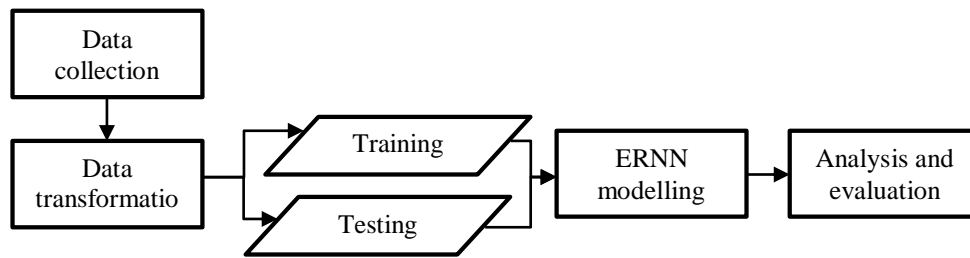 Data
collection
Data
transformatio
Training
Testing
ERNN
modelling
Analysis and
evaluation